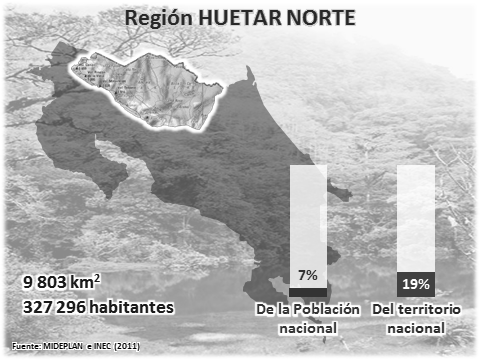 Región HUETAR NORTE
7%
19%
9 803 km²
327 296 habitantes
De la Población
nacional
Del territorio
nacional
Fuente: MIDEPLAN e INEC (2011)